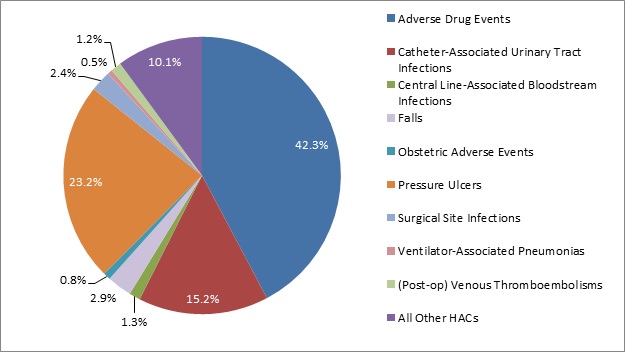 1.2%
0.5%
2.4%
10.1%
42.3%
23.2%
0.8%
2.9%
1.3%
15.2%
Adverse Drug Events
Catheter-Associated Urinary Tract
Infections
Central Line-Associated Bloodstream
Infections
Falls
Obstetric Adverse Events
Pressure Ulcers
Surgical Site Infections
Ventilator-Associated Pneumonias
(Post-op) Venous Thromboembolisms
All Other HACs